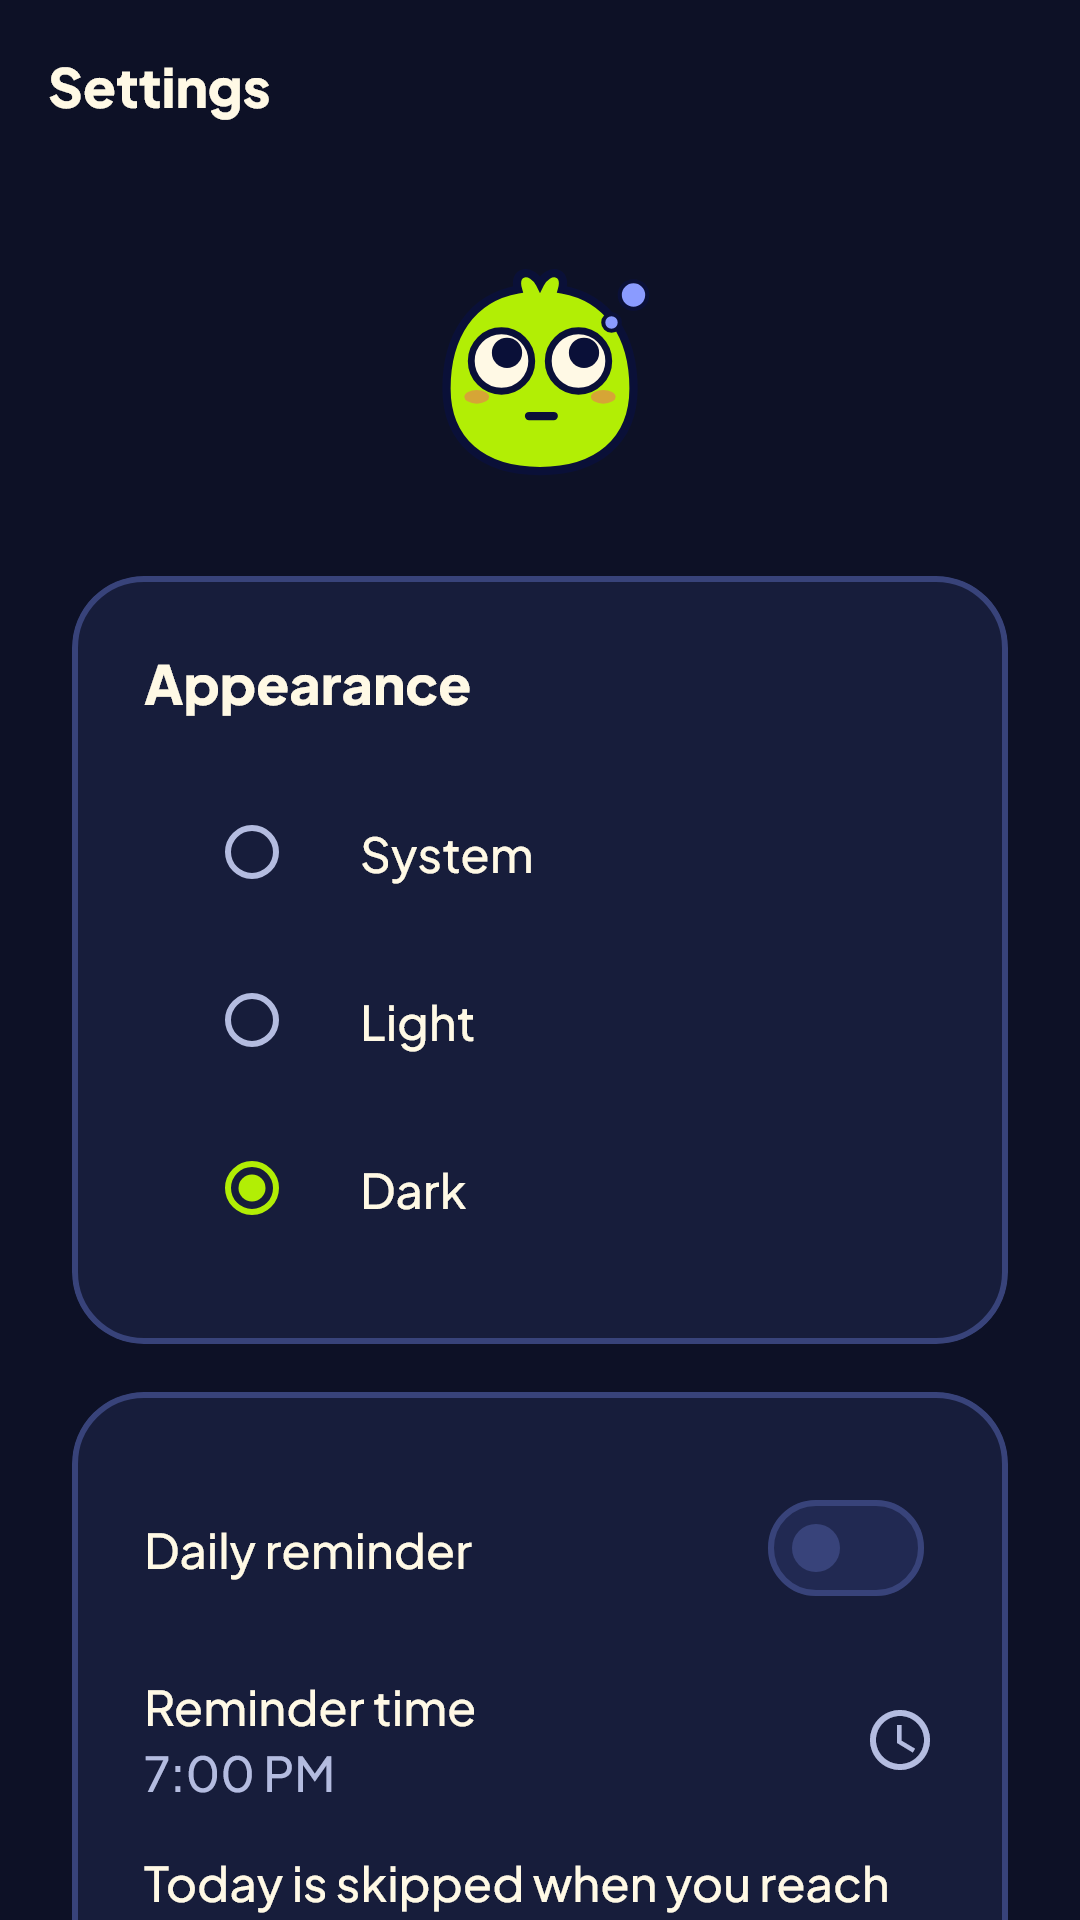 Settings
Appearance
System
Light
Dark
Daily reminder
Reminder time
7:00 PM
Today is skipped when you reach